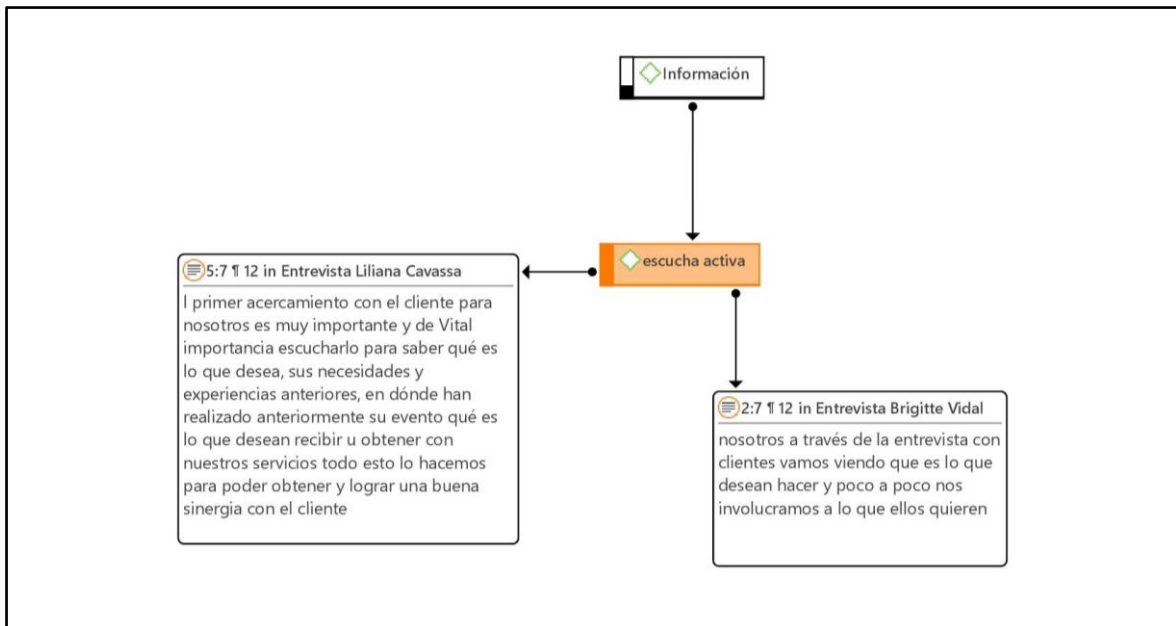 Información
escucha activa
5:7 ¶ 12 in Entrevista Liliana Cavassa
l primer acercamiento con el cliente para
nosotros es muy importante y de Vital
importancia escucharlo para saber qué es
lo que desea, sus necesidades y
experiencias anteriores, en dónde han
realizado anteriormente su evento qué es
lo que desean recibir u obtener con
nuestros servicios todo esto lo hacemos
para poder obtener y lograr una buena
sinergia con el cliente
2:7 ¶ 12 in Entrevista Brigitte Vidal
nosotros a través de la entrevista con
clientes vamos viendo que es lo que
desean hacer y poco a poco nos
involucramos a lo que ellos quieren